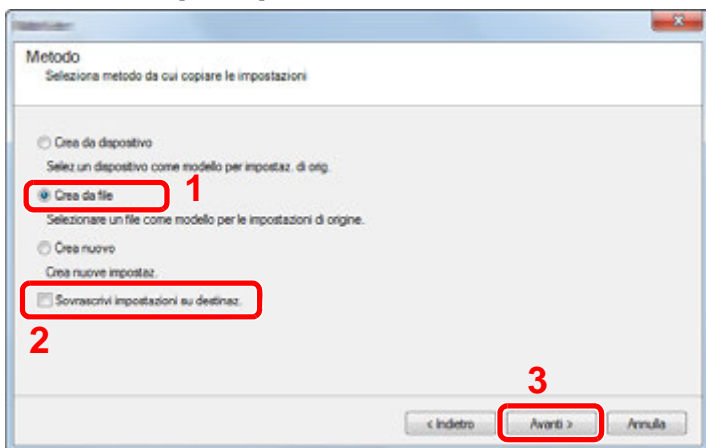 Metodo
Seleziona metodo da cui copiare le impostazioni
Crea da dispositivo
Selez un dispositivo come modello per impostaz. di orig.
1
Crea da file
Selezionare un file come modello per le impostazioni di origine.
Crea nuovo
Crea nuove impostaz.
Sovrascrivi impostazioni su destinaz.
2
3
< Indietro Avanti > Annulla